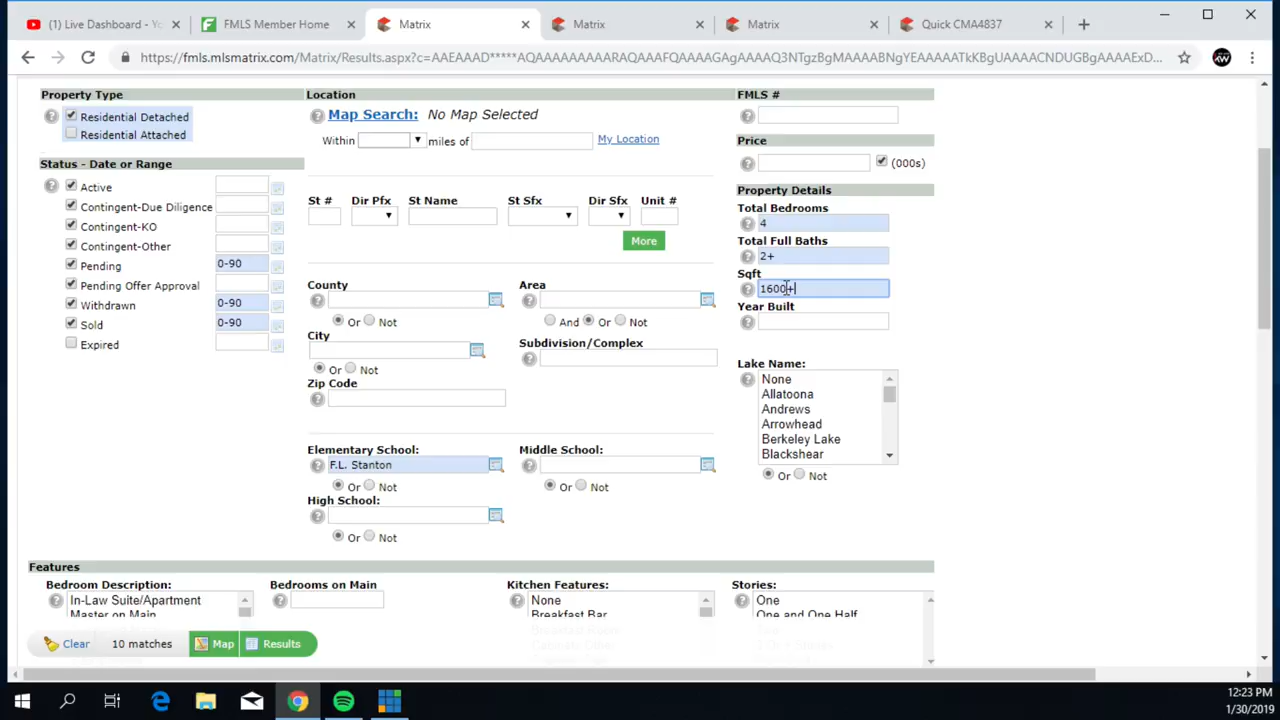 (1) Live Dashboard - Yo
FMLS Member Home
Matrix
Matrix
Matrix
Quick CMA4837
https://fmls.mlsmatrix.com/Matrix/Results.aspx?c=AAEAAAD*****AQAAAAAAAAARAQAAAFQAAAAGAgAAAAQ3NTgzBgMAAAABNgYEAAAAATkKBgUAAAACNDUGBgAAAAExD...
Property Type
Residential Detached
Residential Attached
Status - Date or Range
Active
Contingent-Due Diligence
Contingent-KO
Contingent-Other
Pending 0-90
Pending Offer Approval
Withdrawn 0-90
Sold 0-90
Expired
Location
Map Search: No Map Selected
Within miles of My Location
St # Dir Pfx St Name St Sfx Dir Sfx Unit #
More
County Area
Or Not And Or Not
City Subdivision/Complex
Or Not
Zip Code
Elementary School: Middle School:
F.L. Stanton
Or Not Or Not
High School:
Or Not
FMLS #
Price
(000s)
Property Details
Total Bedrooms
4
Total Full Baths
2+
Sqft
1600+
Year Built
Lake Name:
None
Allatoona
Andrews
Arrowhead
Berkeley Lake
Blackshear
Or Not
Features
Bedroom Description: Bedrooms on Main Kitchen Features: Stories:
In-Law Suite/Apartment None One
Master on Main Breakfast Bar One and One Half
Clear 10 matches Map Results
12:23 PM
1/30/2019